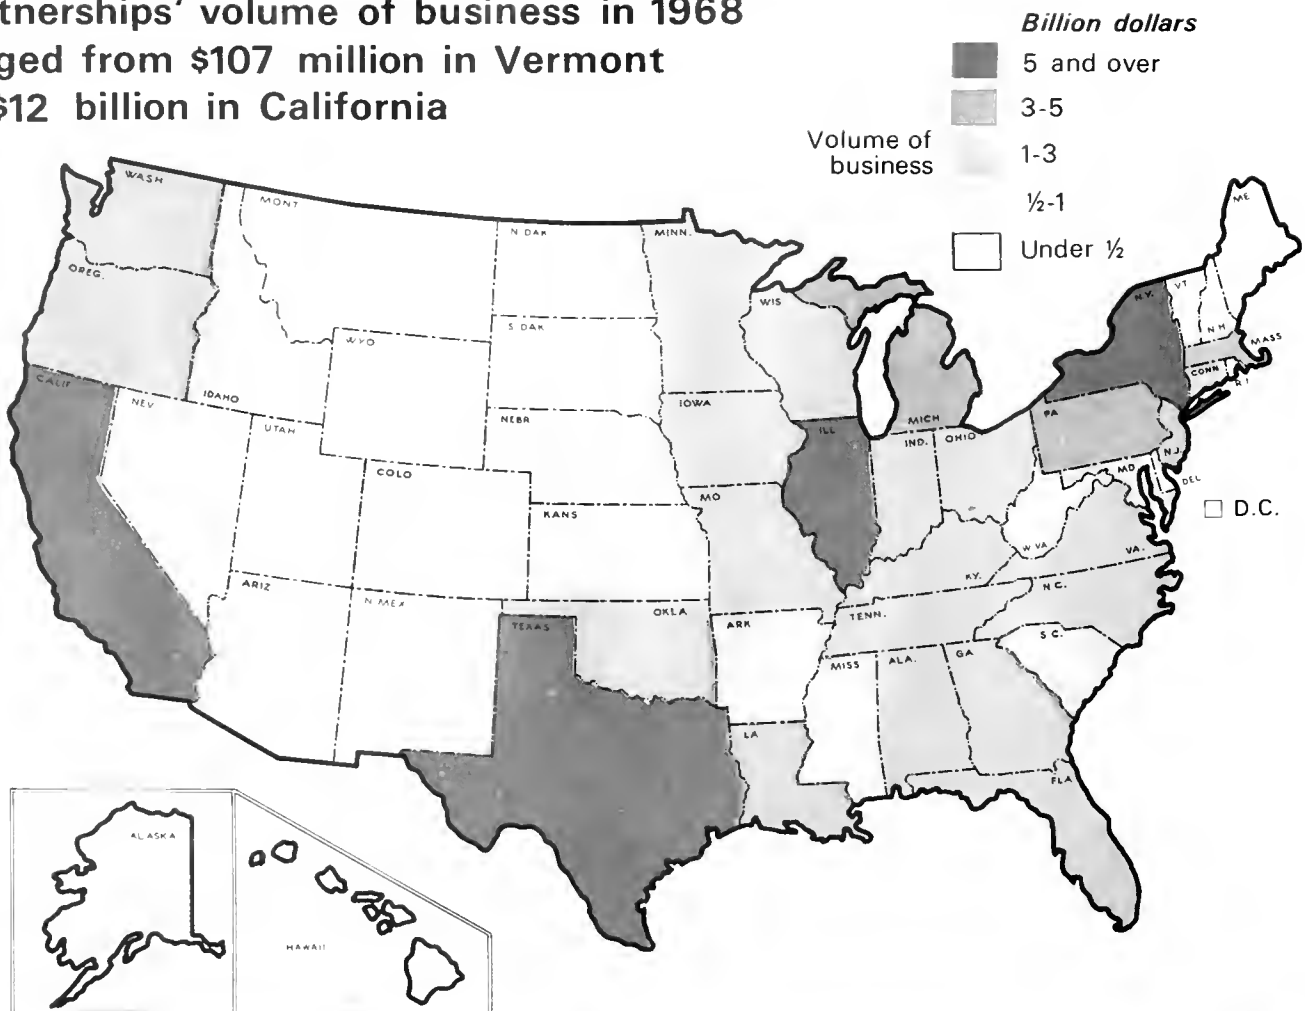 tnerships' volume of business in 1968
ged from $107 million in Vermont
$12 billion in California
Billion dollars
5 and over
3-5
Volume of
business
1-3
½-1
Under ½
WASH
MONT
N DAK
MINN.
ME
OREG.
WIS
N.Y.
VT
S DAK
N H
MASS
WYO
CONN
R I
CALIF
IDAHO
NEV
IOWA
MICH
PA
NEBR
UTAH
ILL
IND.
OHIO
N.J.
COLO
MD
DEL
MO
KANS
D.C.
W VA
VA.
ARIZ
N MEX
KY.
N C.
OKLA
TEXAS
ARK
TENN.
S C.
MISS
ALA.
GA
LA
FLA
ALASKA
HAWAII